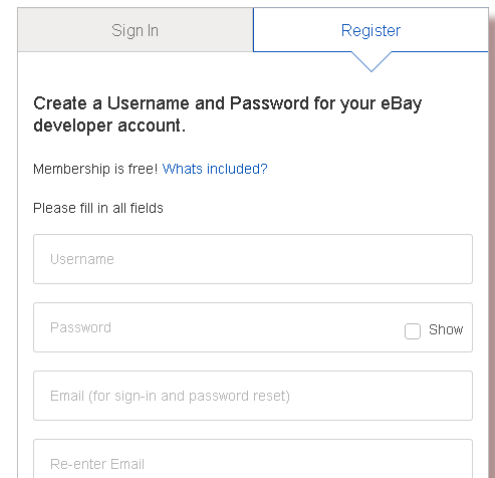 Sign In
Register
Create a Username and Password for your eBay
developer account.
Membership is free! Whats included?
Please fill in all fields
Username
Password
Show
Email (for sign-in and password reset)
Re-enter Email